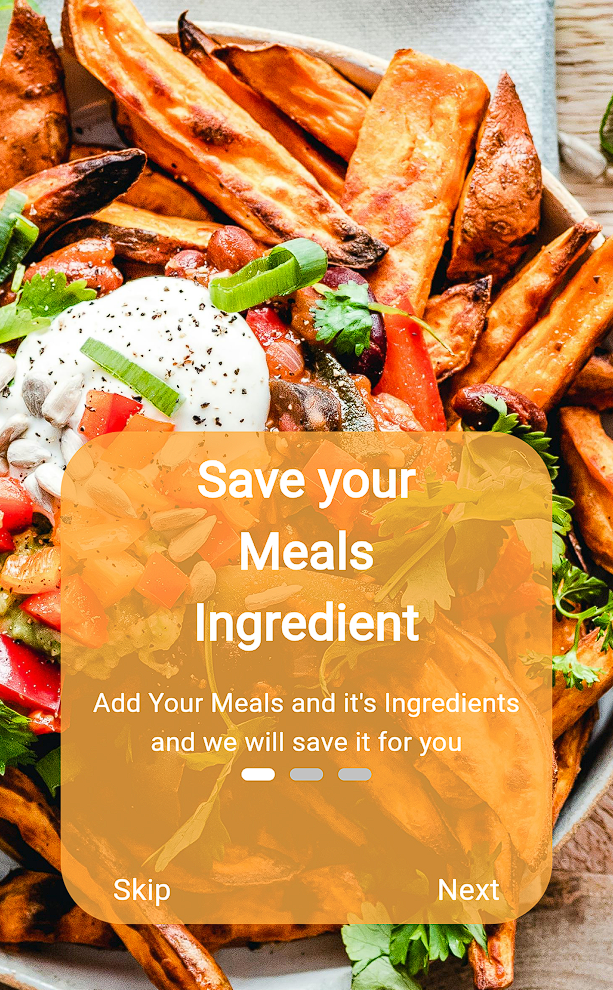 Save your
Meals
Ingredient
Add Your Meals and it's Ingredients
and we will save it for you
Skip
Next